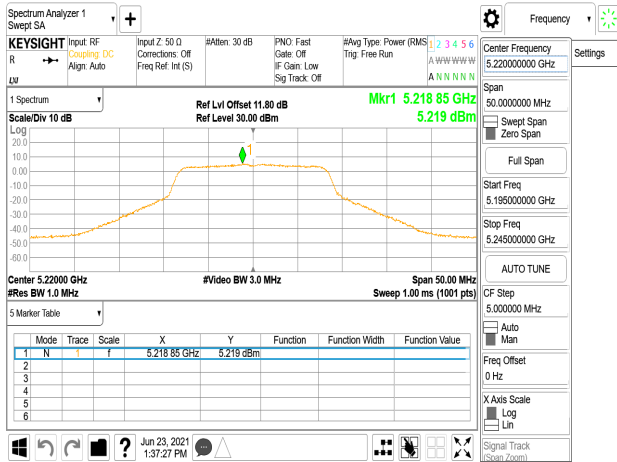 Spectrum Analyzer 1
Swept SA
Frequency
KEYSIGHT
R
Input: RF
Coupling: DC
Align: Auto
Input Z: 50 Ω
Corrections: Off
Freq Ref: Int (S)
#Atten: 30 dB
PNO: Fast
Gate: Off
IF Gain: Low
Sig Track: Off
#Avg Type: Power (RMS
Trig: Free Run
1 2 3 4 5 6
A W W W W W
A N N N N N
Center Frequency
5.220000000 GHz
Settings
Span
50.0000000 MHz
Swept Span
Zero Span
Full Span
Start Freq
5.195000000 GHz
Stop Freq
5.245000000 GHz
AUTO TUNE
CF Step
5.000000 MHz
Auto
Man
Freq Offset
0 Hz
X Axis Scale
Log
Lin
Signal Track
(Span Zoom)
1 Spectrum
Scale/Div 10 dB
Ref Lvl Offset 11.80 dB
Ref Level 30.00 dBm
Mkr1 5.218 85 GHz
5.219 dBm
Log
20.0
10.0
0.00
-10.0
-20.0
-30.0
-40.0
-50.0
-60.0
1
Center 5.22000 GHz
#Res BW 1.0 MHz
#Video BW 3.0 MHz
Span 50.00 MHz
Sweep 1.00 ms (1001 pts)
5 Marker Table
Mode Trace Scale X Y Function Function Width Function Value
1 N 1 f 5.218 85 GHz 5.219 dBm
2
3
4
5
6
?
Jun 23, 2021
1:37:27 PM